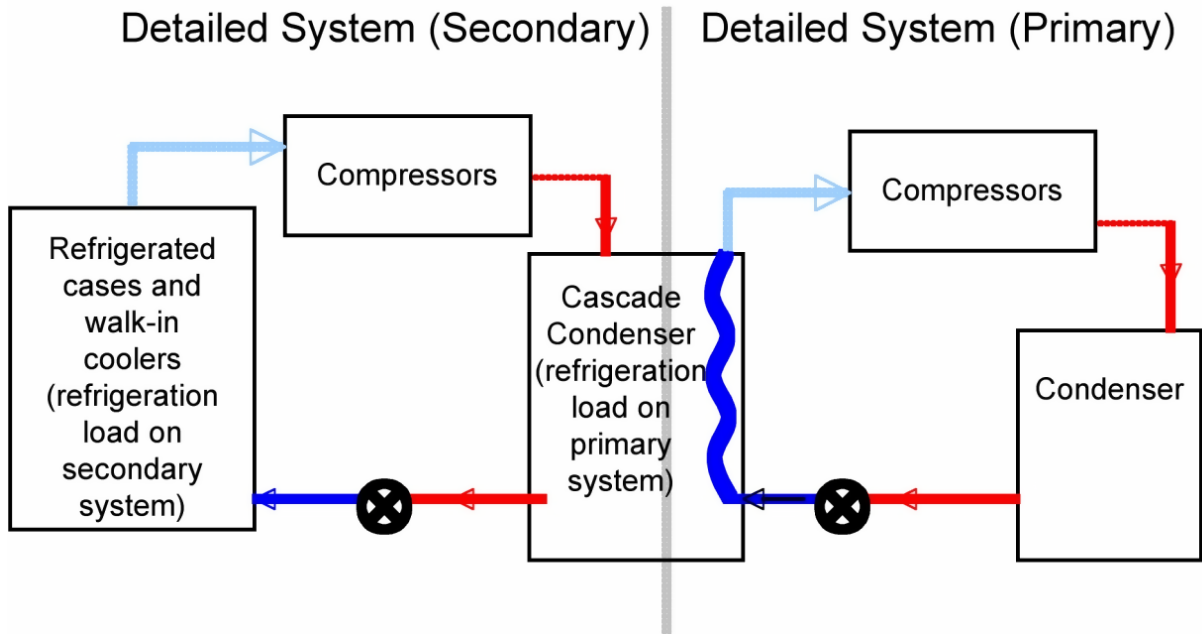 Detailed System (Secondary)
Detailed System (Primary)
Compressors
Compressors
Refrigerated
cases and
walk-in
coolers
(refrigeration
load on
secondary
system)
Cascade
Condenser
(refrigeration
load on
primary
system)
Condenser